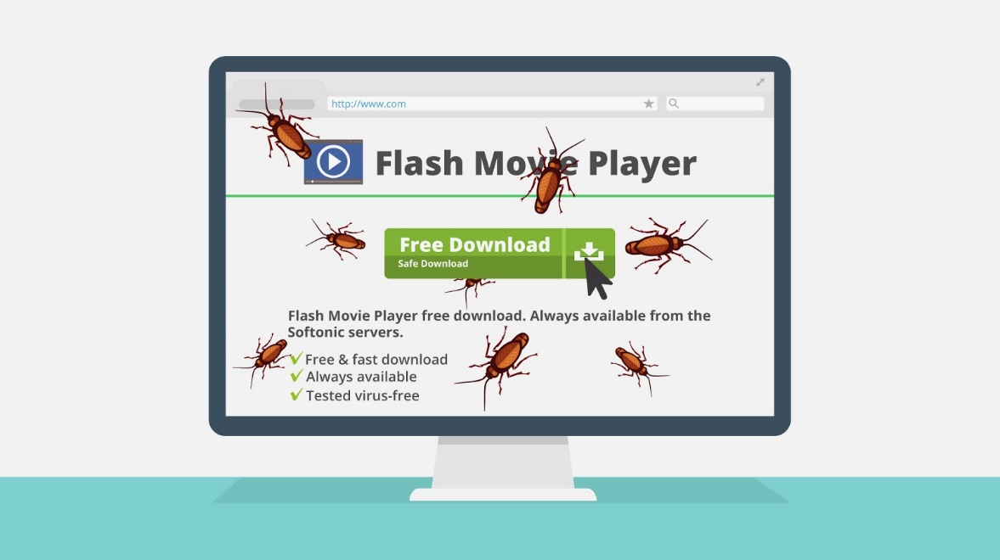 http://www.com
Flash Movie Player
Free Download
Safe Download
Flash Movie Player free download. Always available from the
Softonic servers.
Free & fast download
Always available
Tested virus-free